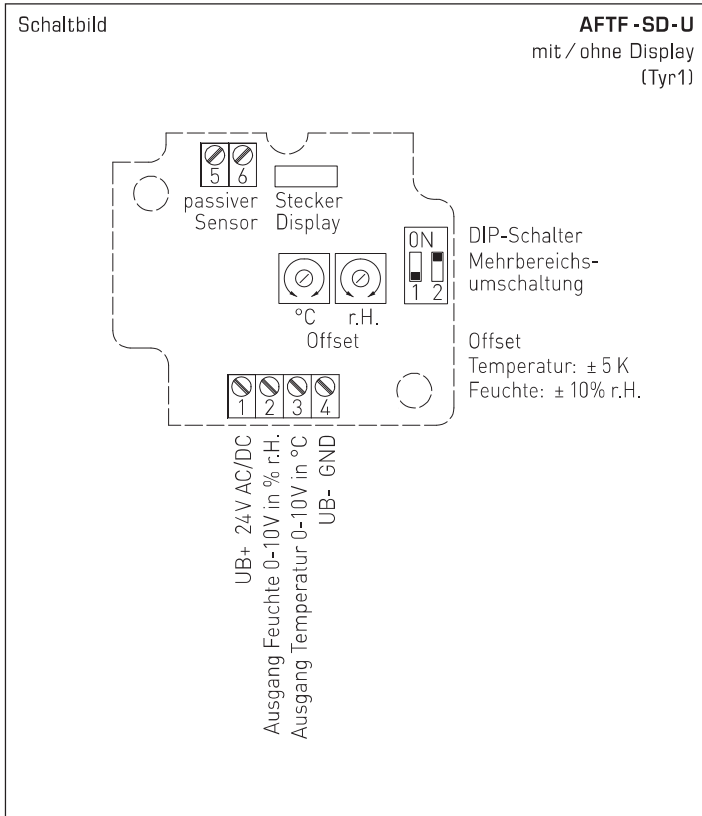 Schaltbild
AFTF-SD-U
mit / ohne Display
(Tyr1)
5 6
passiver
Sensor
Stecker
Display
ON
1 2
DIP-Schalter
Mehrbereichs-
umschaltung
°C r.H.
Offset
Offset
Temperatur: ± 5 K
Feuchte: ± 10% r.H.
1 2 3 4
UB+ 24V AC/DC
Ausgang Feuchte 0-10V in % r.H.
Ausgang Temperatur 0-10V in °C
UB- GND